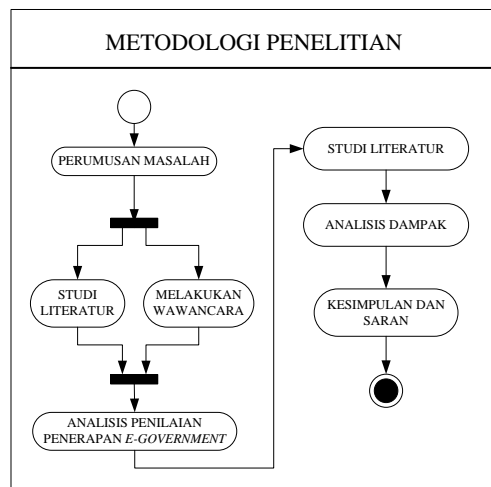 METODOLOGI PENELITIAN
PERUMUSAN MASALAH
STUDI
LITERATUR
MELAKUKAN
WAWANCARA
ANALISIS PENILAIAN
PENERAPAN E-GOVERNMENT
STUDI LITERATUR
ANALISIS DAMPAK
KESIMPULAN DAN
SARAN